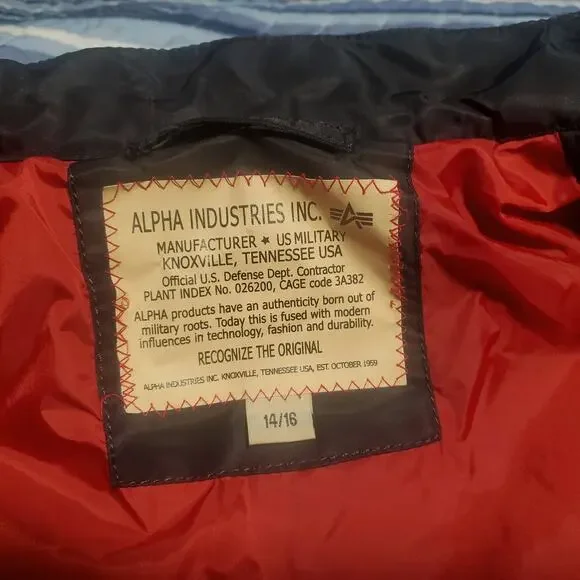 ALPHA INDUSTRIES INC.
MANUFACTURER ★ US MILITARY
KNOXVILLE, TENNESSEE USA
Official U.S. Defense Dept. Contractor
PLANT INDEX No. 026200, CAGE code 3A382
ALPHA products have an authenticity born out of
military roots. Today this is fused with modern
influences in technology, fashion and durability.
RECOGNIZE THE ORIGINAL
ALPHA INDUSTRIES INC. KNOXVILLE, TENNESSEE USA, EST. OCTOBER 1959
14/16